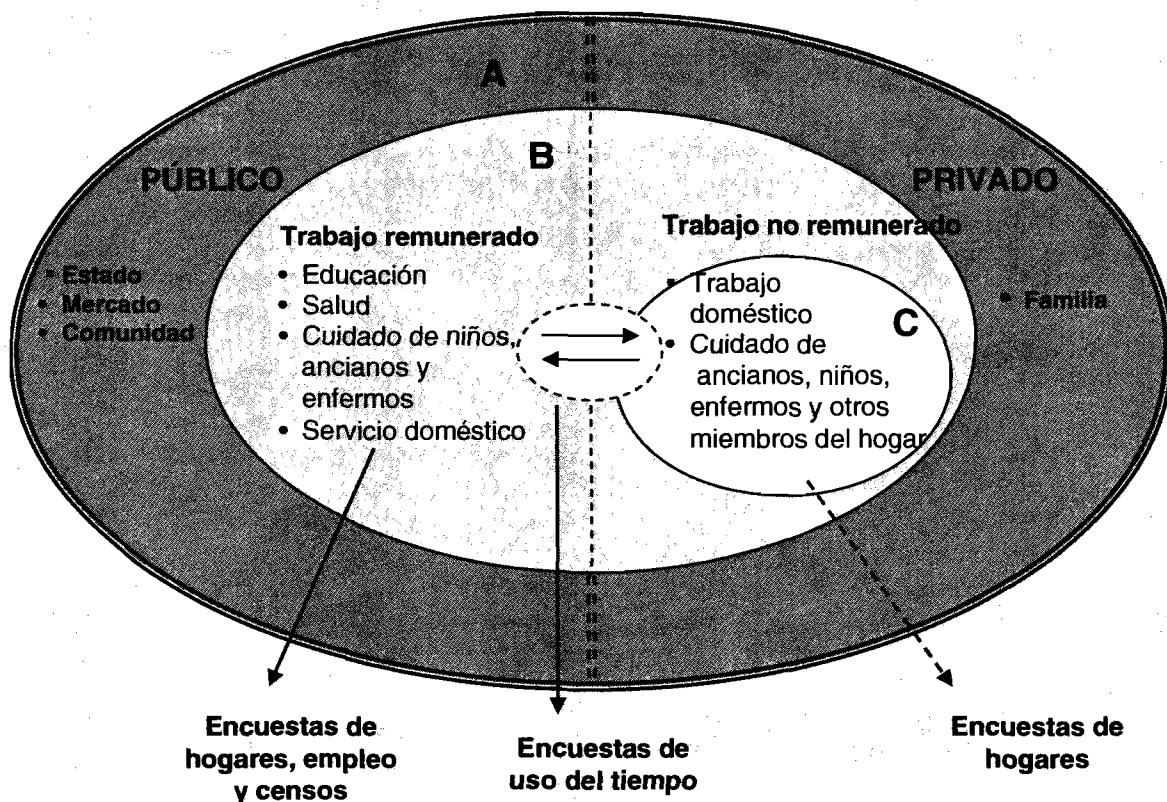 A
B
PÚBLICO
PRIVADO
Trabajo remunerado
Trabajo no remunerado
• Estado
• Mercado
• Comunidad
• Educación
• Salud
• Cuidado de niños,
ancianos y
enfermos
• Servicio doméstico
• Trabajo
doméstico
• Cuidado de
ancianos, niños,
enfermos y otros
miembros del hogar
C
• Familia
Encuestas de
hogares, empleo
y censos
Encuestas de
uso del tiempo
Encuestas de
hogares